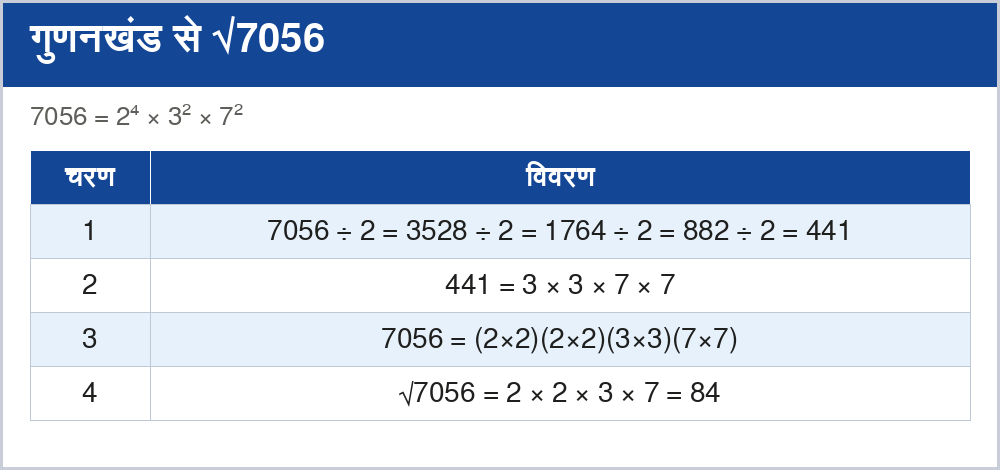 गुणनखंड से √7056
7056 = 2⁴ × 3² × 7²
चरण विवरण
1 7056 ÷ 2 = 3528 ÷ 2 = 1764 ÷ 2 = 882 ÷ 2 = 441
2 441 = 3 × 3 × 7 × 7
3 7056 = (2×2)(2×2)(3×3)(7×7)
4 √7056 = 2 × 2 × 3 × 7 = 84